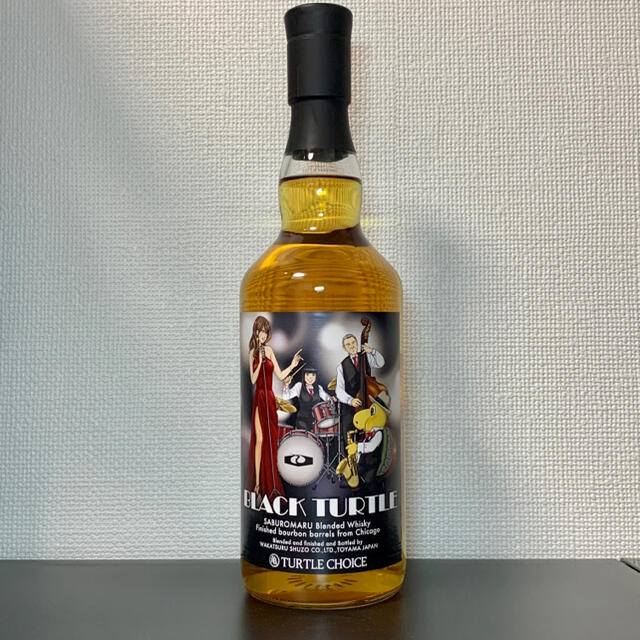 BLACK TURTLE
SABUROMARU Blended Whisky
Finished bourbon barrels from Chicago
Blended and finished and Bottled by
WAKATSURU SHUZO CO.,LTD.,TOYAMA JAPAN
TURTLE CHOICE